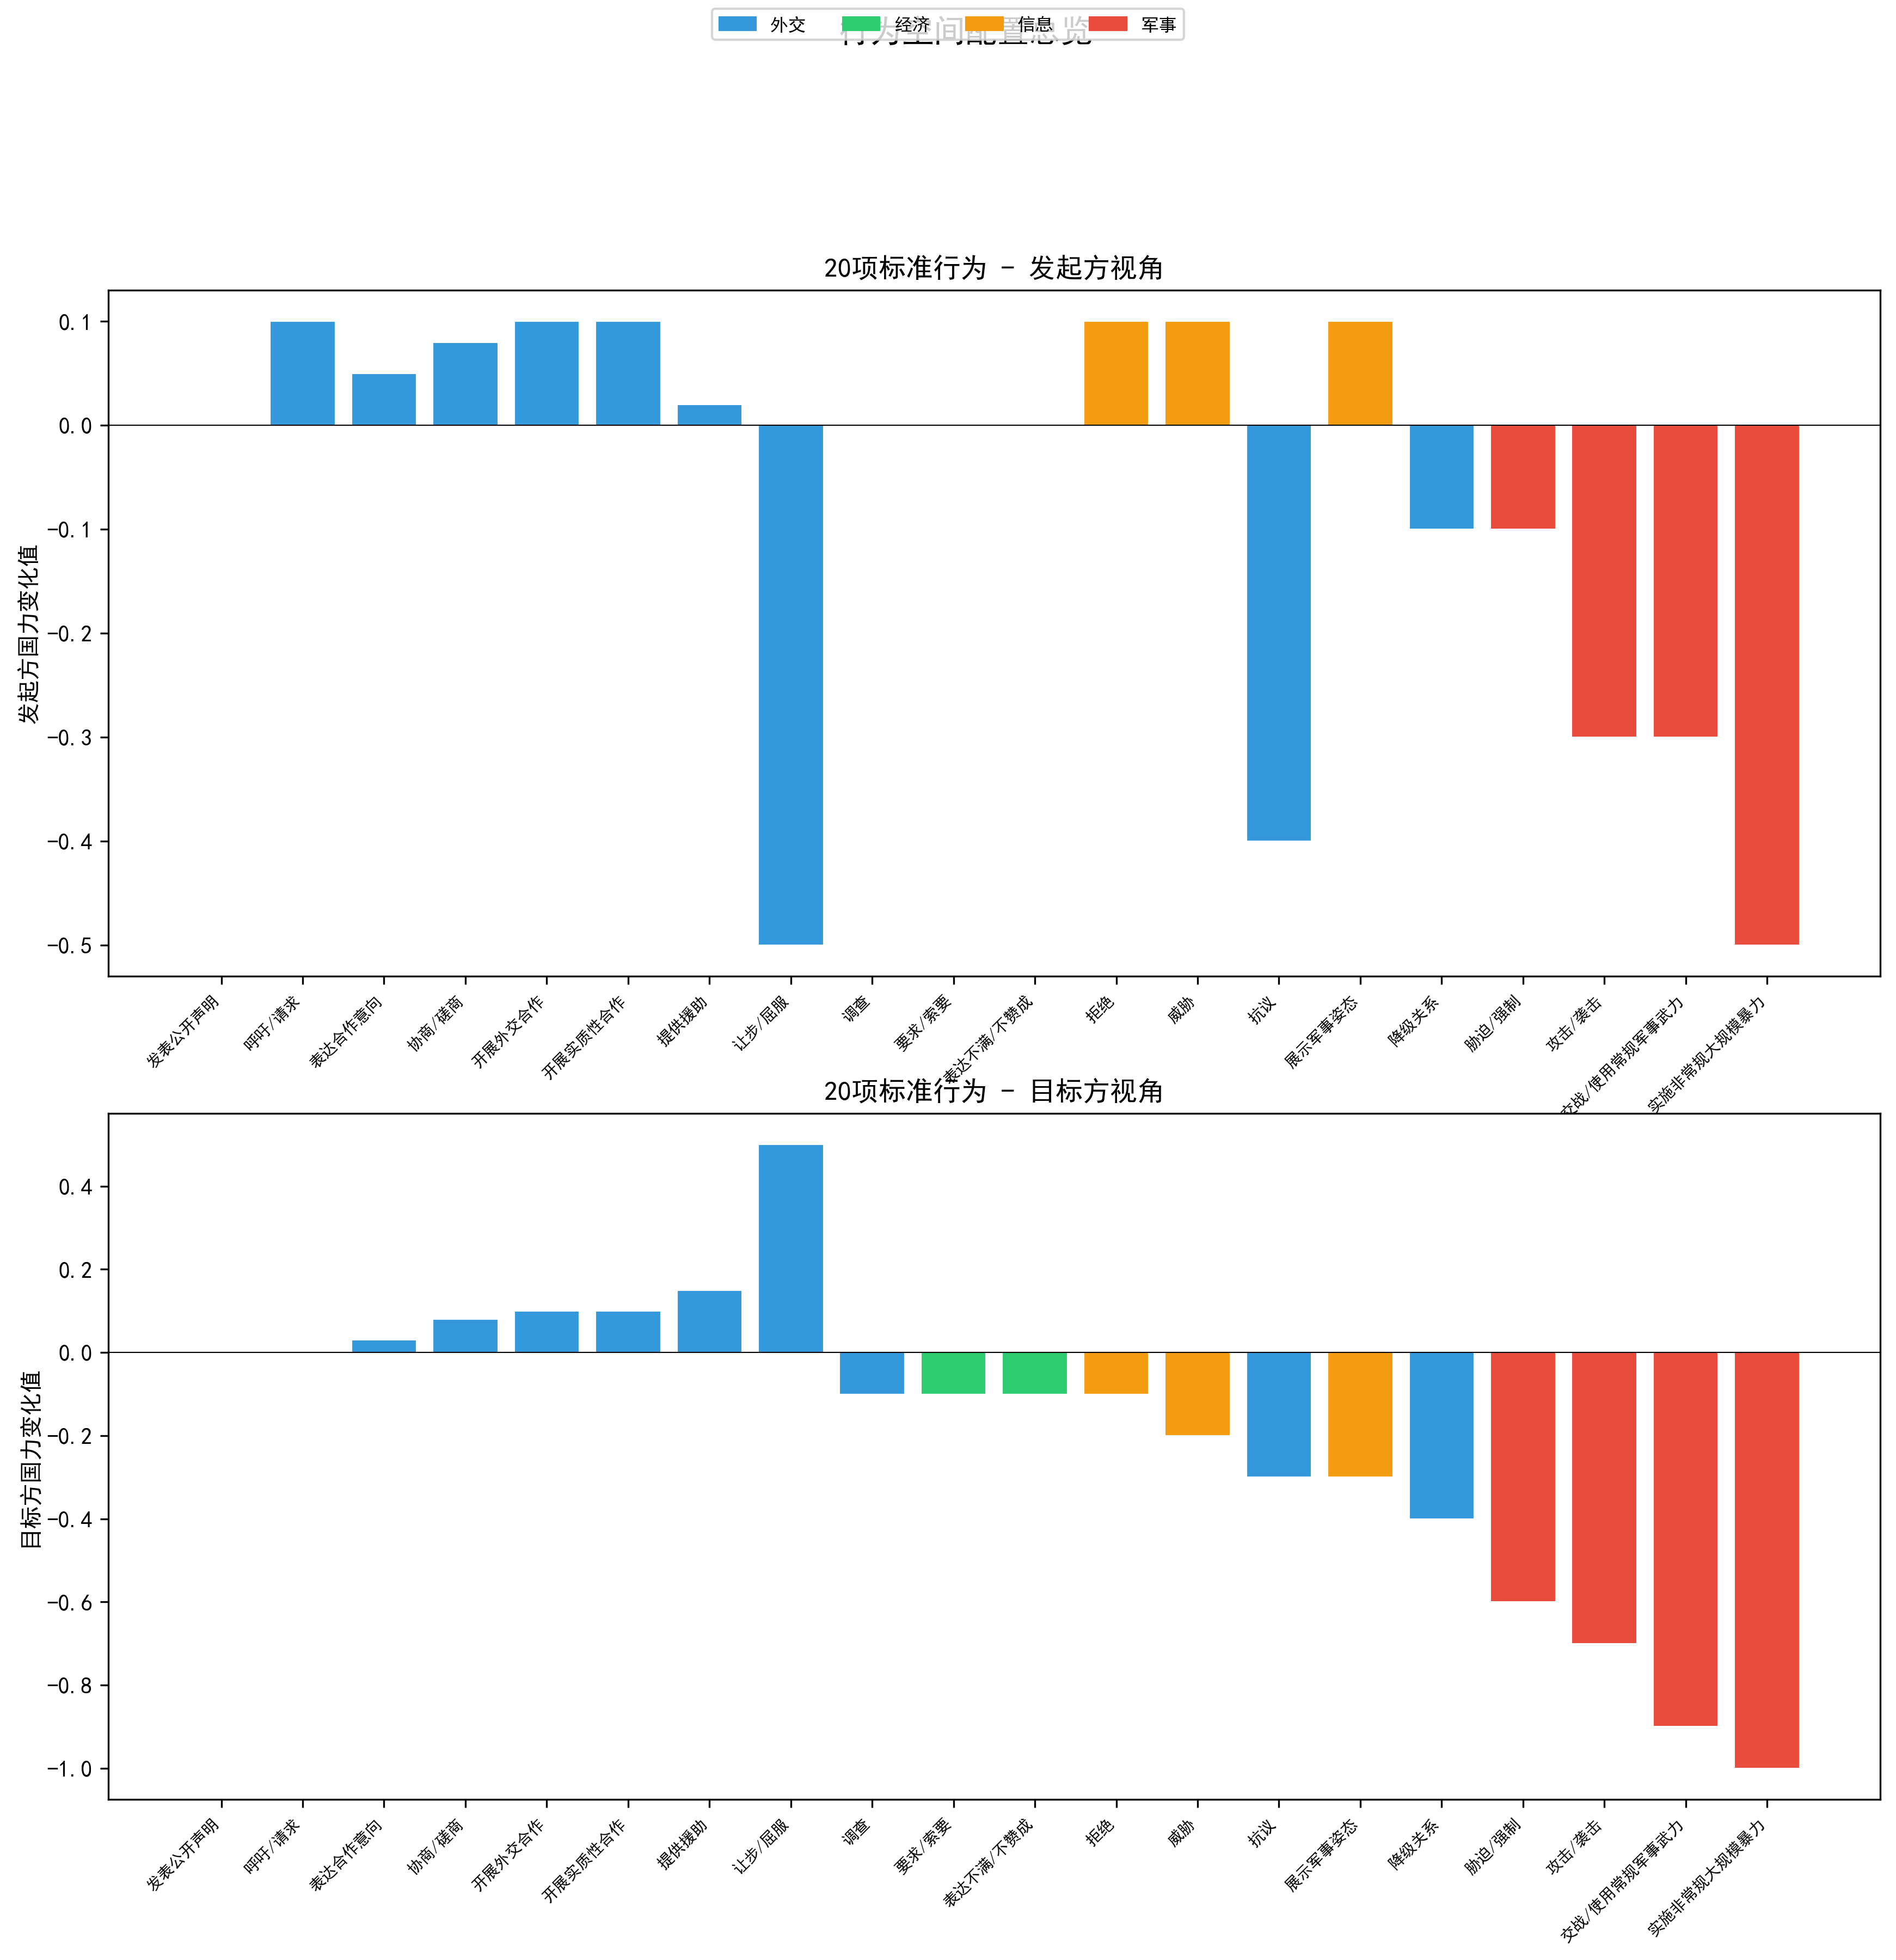 外交 经济 信息 军事
行为空间配置总览
20项标准行为 - 发起方视角
发起方国力变化值
0.1
0.0
-0.1
-0.2
-0.3
-0.4
-0.5
发表公开声明
呼吁/请求
表达合作意向
协商/磋商
开展外交合作
开展实质性合作
提供援助
让步/屈服
调查
要求/索要
表达不满/不赞成
拒绝
威胁
抗议
展示军事姿态
降级关系
胁迫/强制
攻击/袭击
交战/使用常规军事武力
实施非常规大规模暴力
20项标准行为 - 目标方视角
目标方国力变化值
0.4
0.2
0.0
-0.2
-0.4
-0.6
-0.8
-1.0
发表公开声明
呼吁/请求
表达合作意向
协商/磋商
开展外交合作
开展实质性合作
提供援助
让步/屈服
调查
要求/索要
表达不满/不赞成
拒绝
威胁
抗议
展示军事姿态
降级关系
胁迫/强制
攻击/袭击
交战/使用常规军事武力
实施非常规大规模暴力